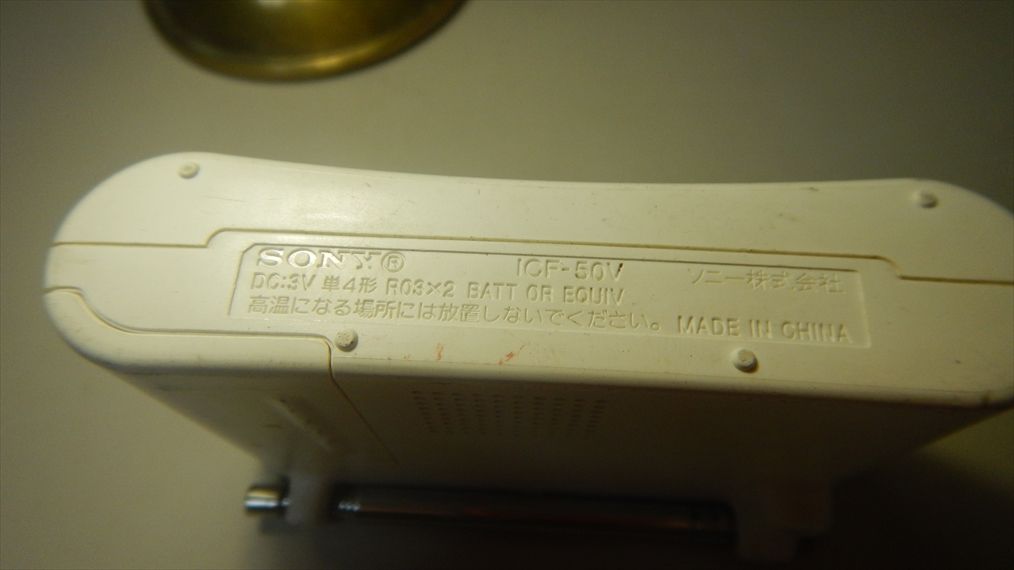 SONY® ICF-50V ソニー株式会社
DC:3V 単4形 R03×2 BATT OR EQUIV
高温になる場所には放置しないでください。 MADE IN CHINA